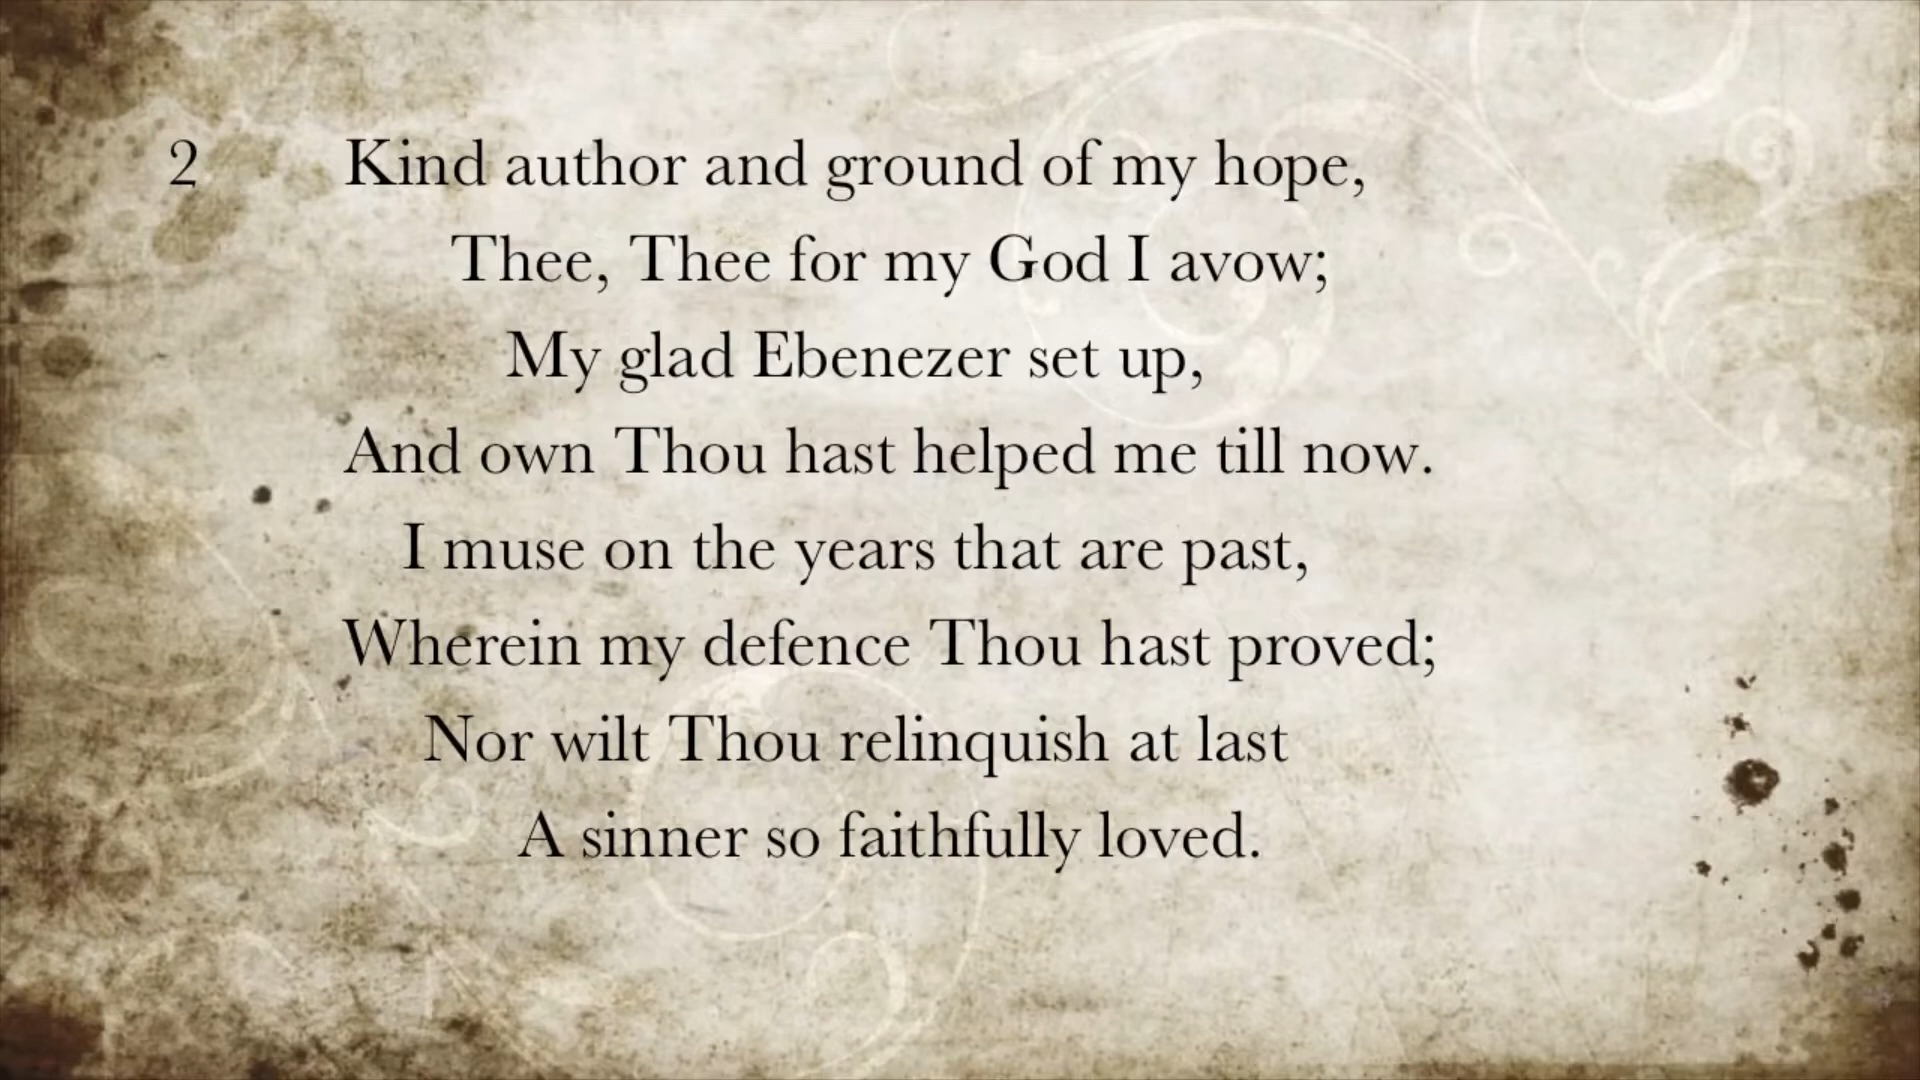 2 Kind author and ground of my hope,
Thee, Thee for my God I avow;
My glad Ebenezer set up,
And own Thou hast helped me till now.
I muse on the years that are past,
Wherein my defence Thou hast proved;
Nor wilt Thou relinquish at last
A sinner so faithfully loved.